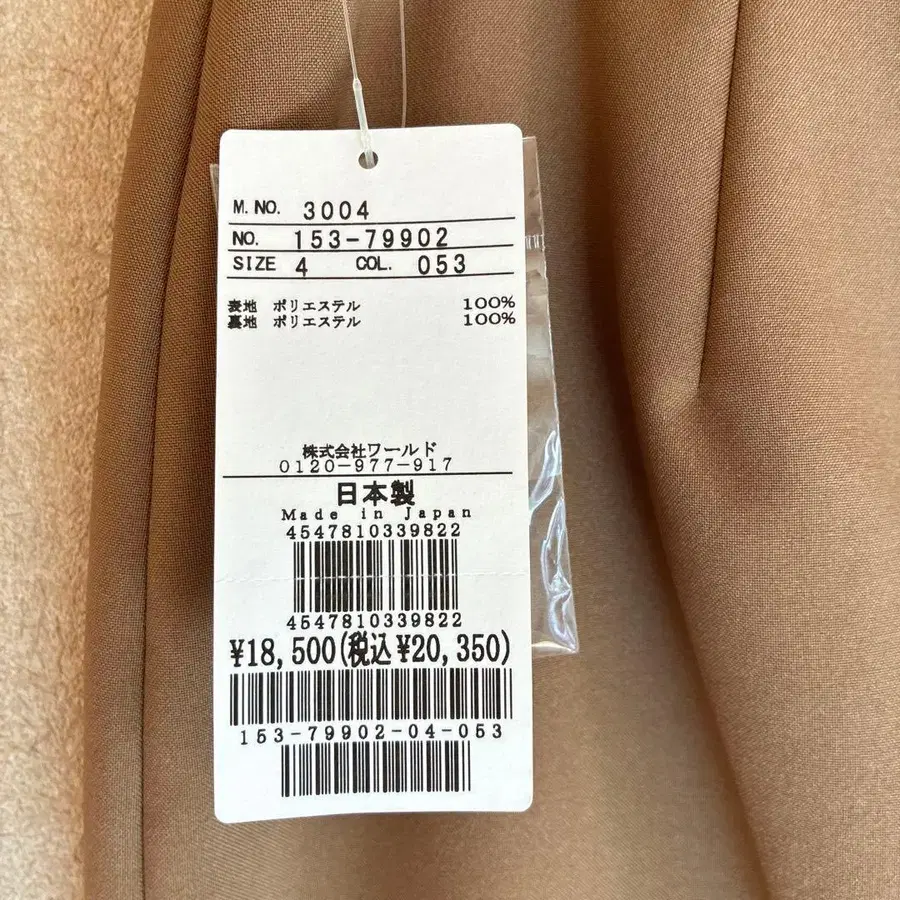 M. NO. 3004
NO. 153-79902
SIZE 4 COL. 053
表地 ポリエステル 100%
裏地 ポリエステル 100%
株式会社ワールド
0120-977-917
日本製
Made in Japan
4547810339822
4547810339822
¥18,500(税込¥20,350)
153-79902-04-053